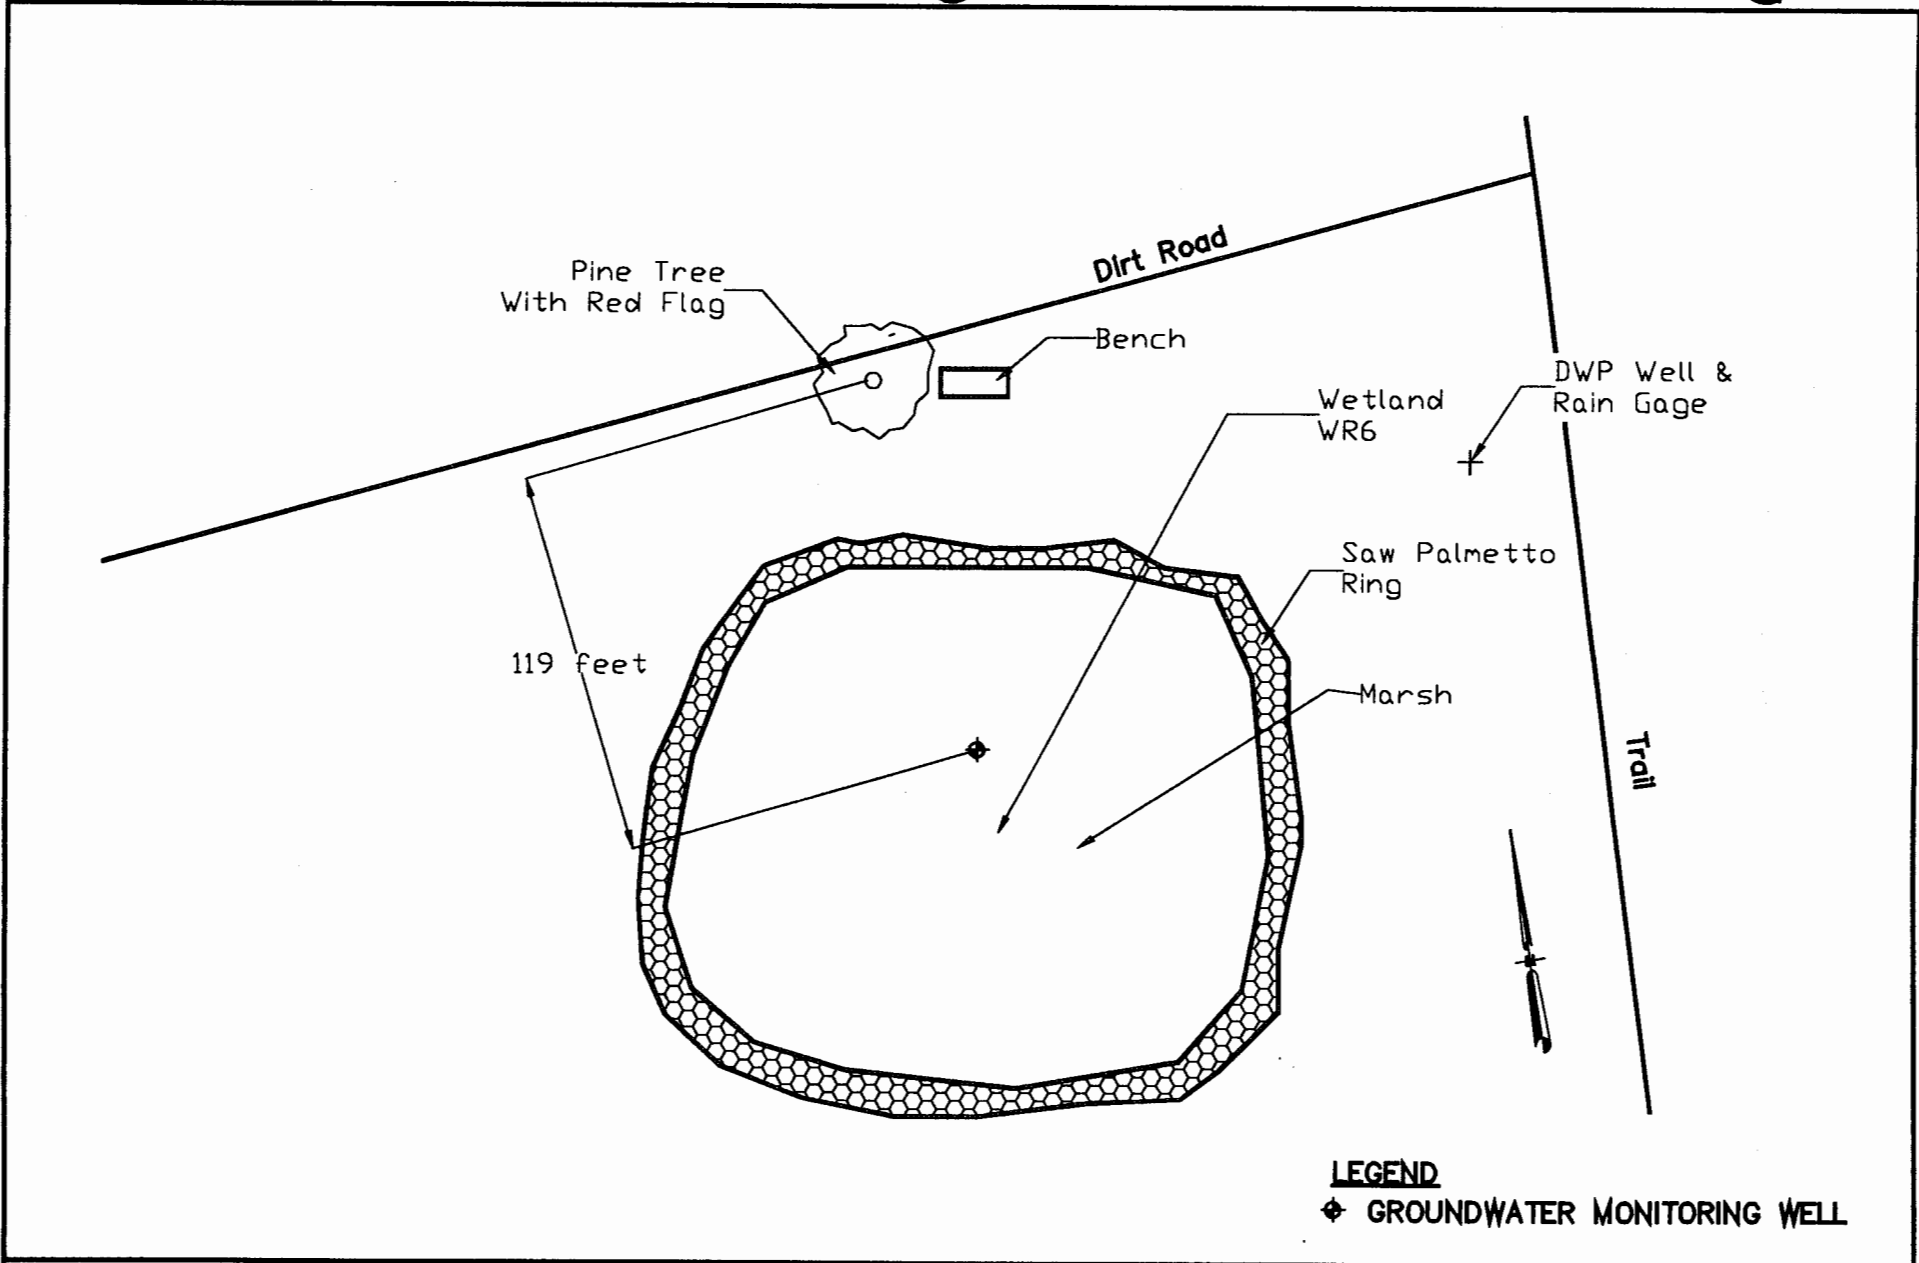 Dirt Road
Pine Tree
With Red Flag
Bench
DWP Well &
Rain Gage
Wetland
WR6
Saw Palmetto
Ring
119 feet
Marsh
Trail
LEGEND
GROUNDWATER MONITORING WELL